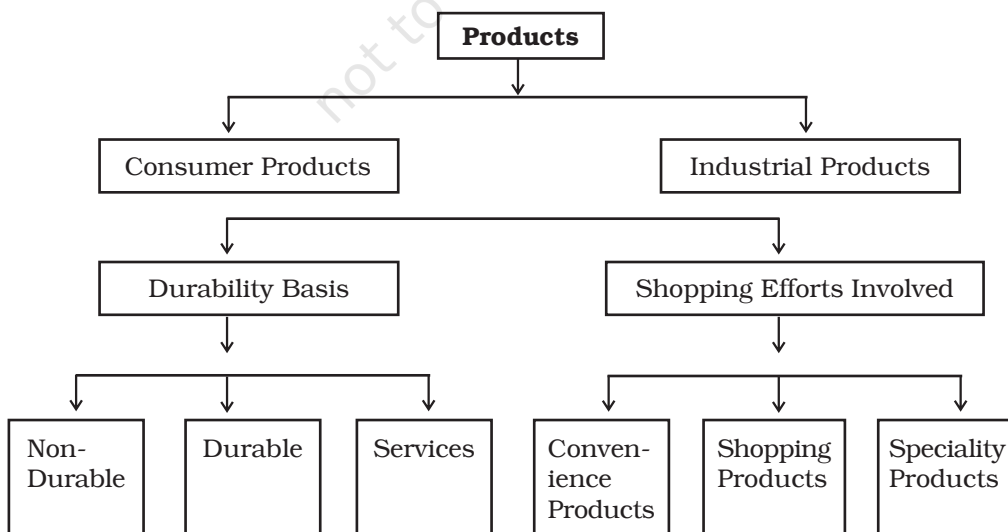 not to
Products
Consumer Products
Industrial Products
Durability Basis
Shopping Efforts Involved
Non-
Durable
Durable
Services
Conven-
ience
Products
Shopping
Products
Speciality
Products